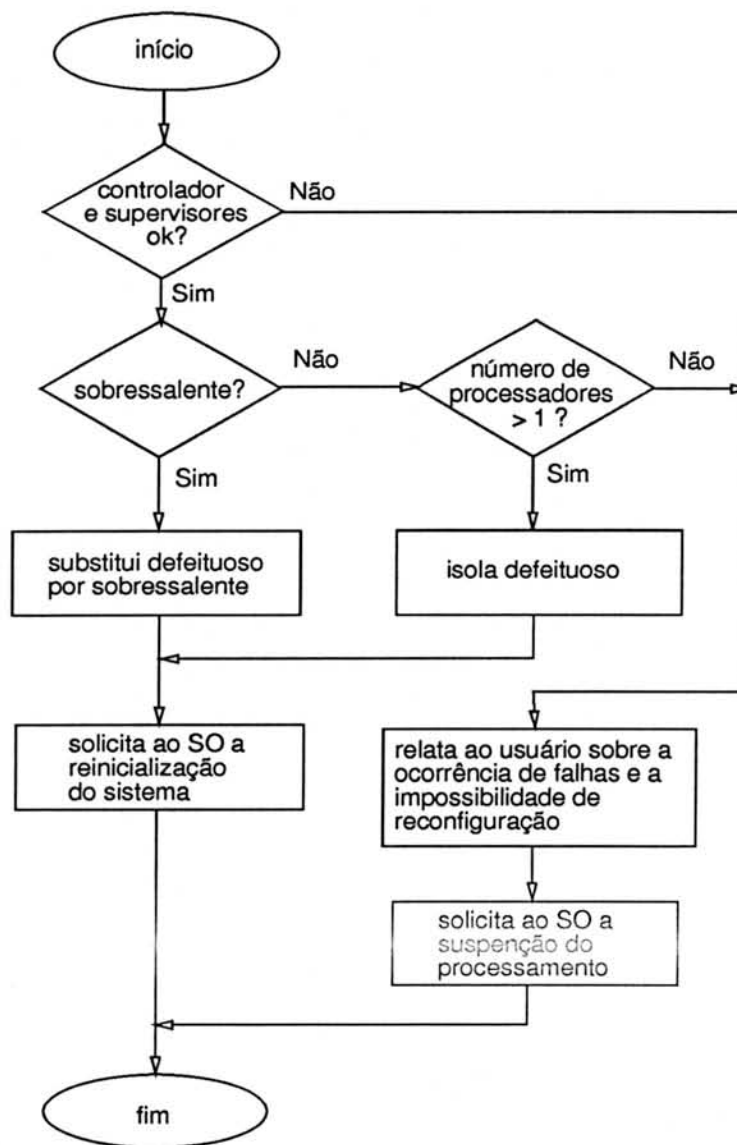 início
controlador
e supervisores
ok?
Não
Sim
sobressalente?
Não
número de
processadores
> 1 ?
Não
Sim
Sim
substitui defeituoso
por sobressalente
isola defeituoso
solicita ao SO a
reinicialização
do sistema
relata ao usuário sobre a
ocorrência de falhas e a
impossibilidade de
reconfiguração
solicita ao SO a
suspenção do
processamento
fim